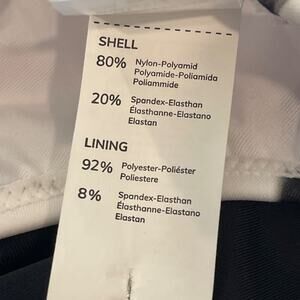 SHELL
80% Nylon-Polyamid
Polyamide-Poliamida
Poliammide
20% Spandex-Elasthan
Élasthanne-Elastano
Elastan
LINING
92% Polyester-Poliéster
Poliestere
8% Spandex-Elasthan
Élasthanne-Elastano
Elastan